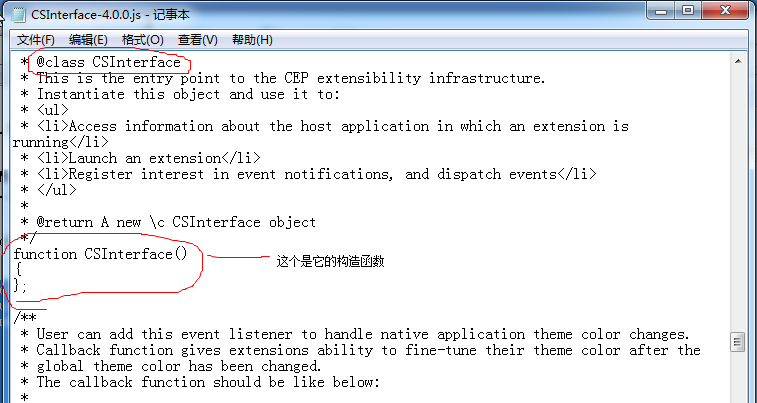 CSInterface-4.0.0.js - 记事本
文件(F) 编辑(E) 格式(O) 查看(V) 帮助(H)
* @class CSInterface
* This is the entry point to the CEP extensibility infrastructure.
* Instantiate this object and use it to:
* <ul>
* <li>Access information about the host application in which an extension is
running</li>
* <li>Launch an extension</li>
* <li>Register interest in event notifications, and dispatch events</li>
* </ul>
*
* @return A new \c CSInterface object
*/
function CSInterface()
这个是它的构造函数
{
};
/**
* User can add this event listener to handle native application theme color changes.
* Callback function gives extensions ability to fine-tune their theme color after the
* global theme color has been changed.
* The callback function should be like below:
*